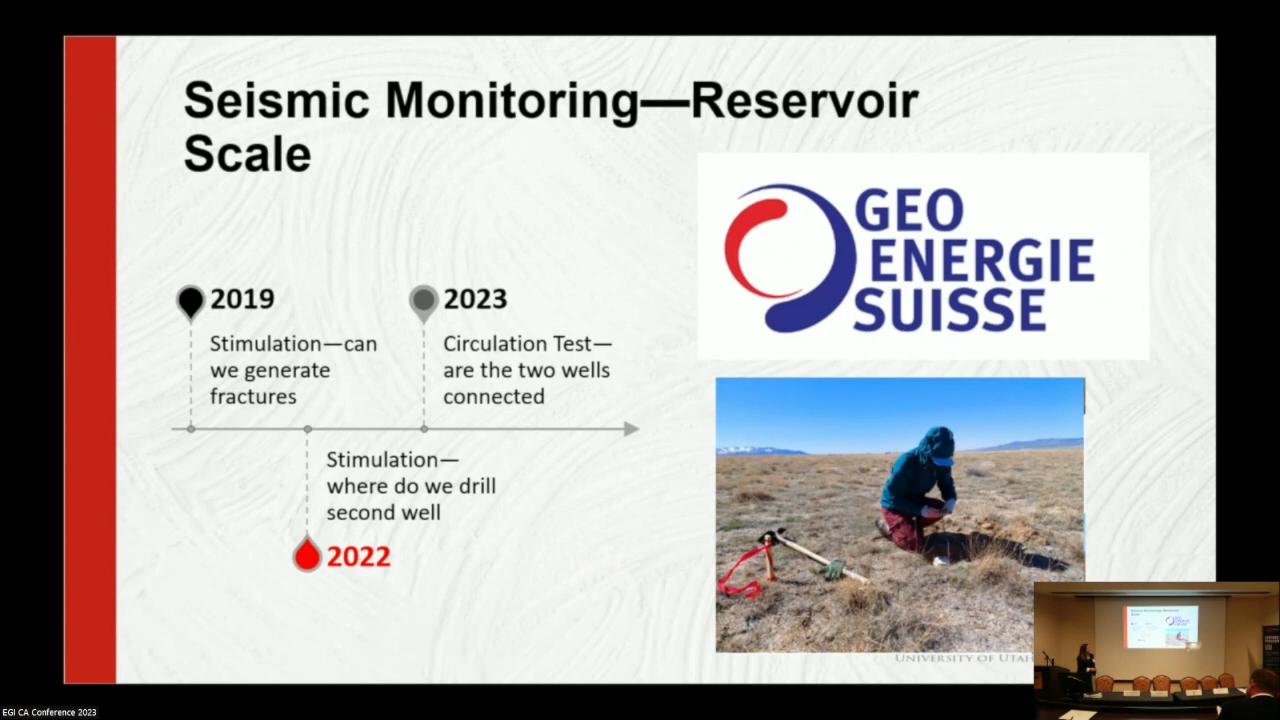 Seismic Monitoring—Reservoir
Scale
GEO
ENERGIE
SUISSE
2019
Stimulation—can
we generate
fractures
2023
Circulation Test—
are the two wells
connected
Stimulation—
where do we drill
second well
2022
UNIVERSITY OF UTAH
EGI CA Conference 2023